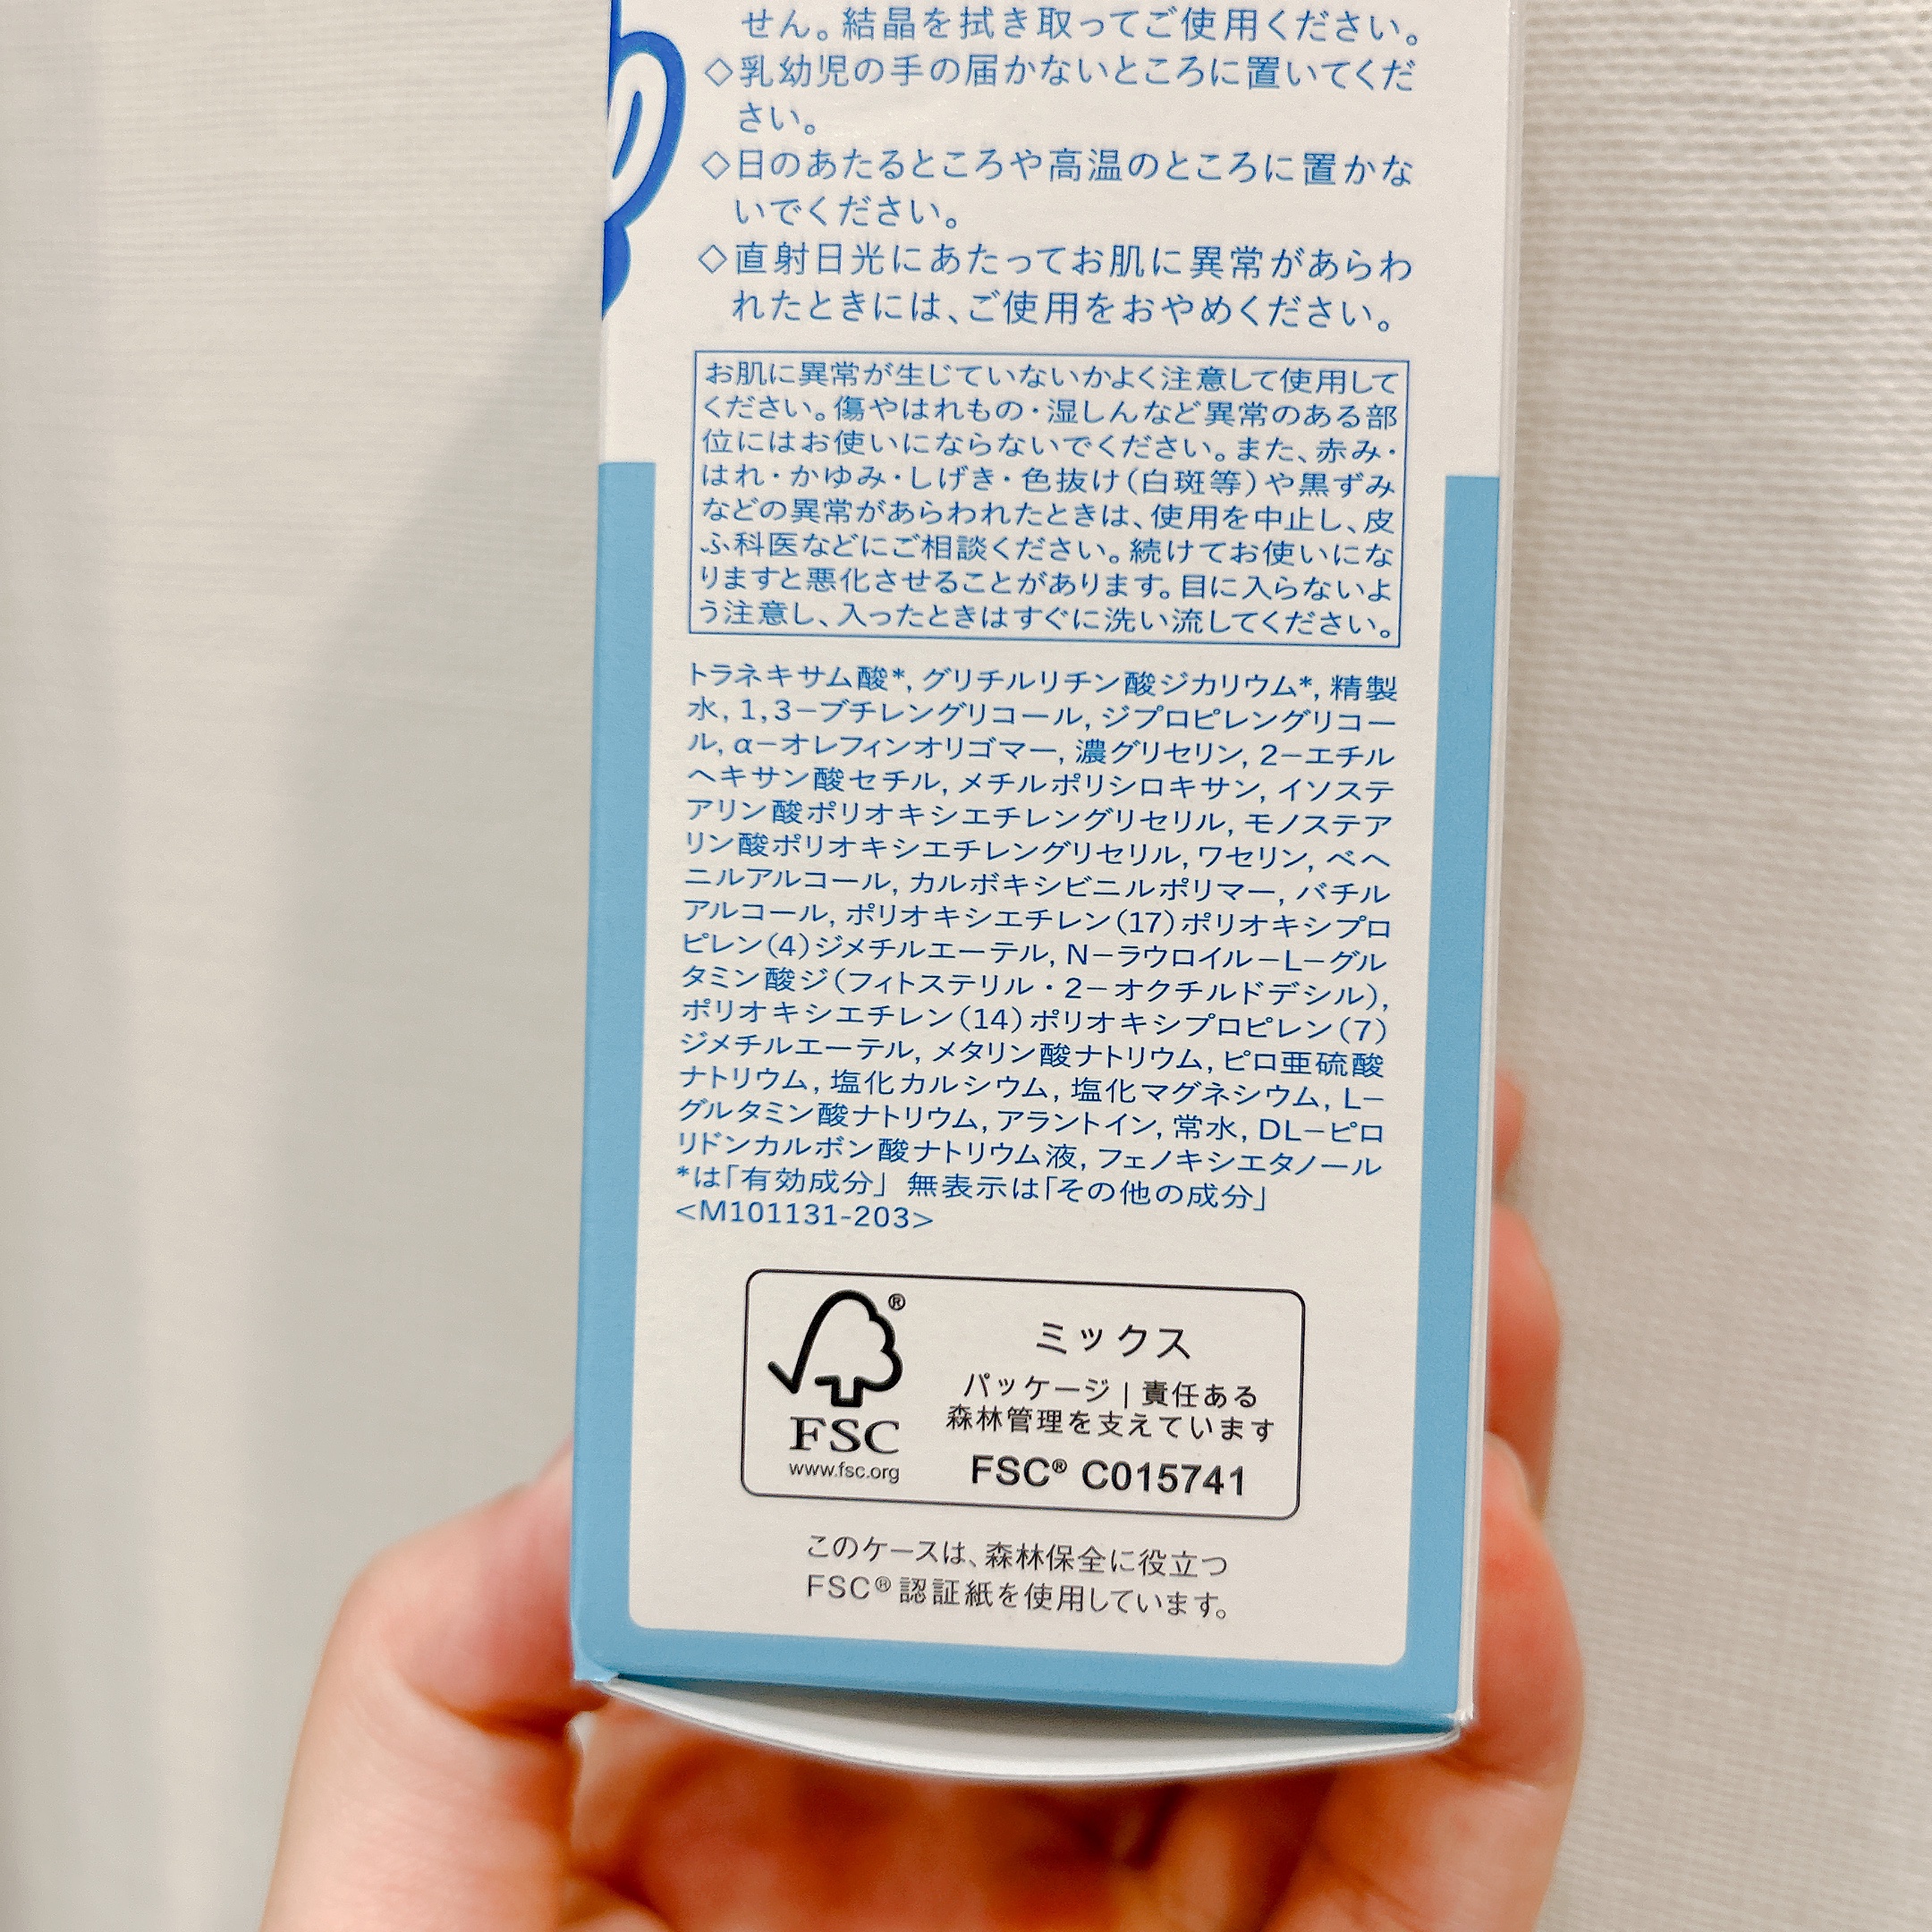 せん。結晶を拭き取ってご使用ください。
◇乳幼児の手の届かないところに置いてくだ
さい。
◇日のあたるところや高温のところに置かな
いでください。
◇直射日光にあたってお肌に異常があらわ
れたときには、ご使用をおやめください。
お肌に異常が生じていないかよく注意して使用して
ください。傷やはれもの・湿しんなど異常のある部
位にはお使いにならないでください。また、赤み・
はれ・かゆみ・しげき・色抜け(白斑等)や黒ずみ
などの異常があらわれたときは、使用を中止し、皮
ふ科医などにご相談ください。続けてお使いにな
りますと悪化させることがあります。目に入らないよ
う注意し、入ったときはすぐに洗い流してください。
トラネキサム酸*, グリチルリチン酸ジカリウム*, 精製
水, 1,3−ブチレングリコール, ジプロピレングリコー
ル, α−オレフィンオリゴマー, 濃グリセリン, 2−エチル
ヘキサン酸セチル, メチルポリシロキサン, イソステ
アリン酸ポリオキシエチレングリセリル, モノステア
リン酸ポリオキシエチレングリセリル, ワセリン, ベヘ
ニルアルコール, カルボキシビニルポリマー, バチル
アルコール, ポリオキシエチレン(17)ポリオキシプロ
ピレン(4)ジメチルエーテル, N−ラウロイル−L−グル
タミン酸ジ(フィトステリル・2−オクチルドデシル),
ポリオキシエチレン(14)ポリオキシプロピレン(7)
ジメチルエーテル, メタリン酸ナトリウム, ピロ亜硫酸
ナトリウム, 塩化カルシウム, 塩化マグネシウム, L−
グルタミン酸ナトリウム, アラントイン, 常水, DL−ピロ
リドンカルボン酸ナトリウム液, フェノキシエタノール
*は「有効成分」 無表示は「その他の成分」
<M101131-203>
®
FSC
www.fsc.org
ミックス
パッケージ | 責任ある
森林管理を支えています
FSC® C015741
このケースは、森林保全に役立つ
FSC®認証紙を使用しています。